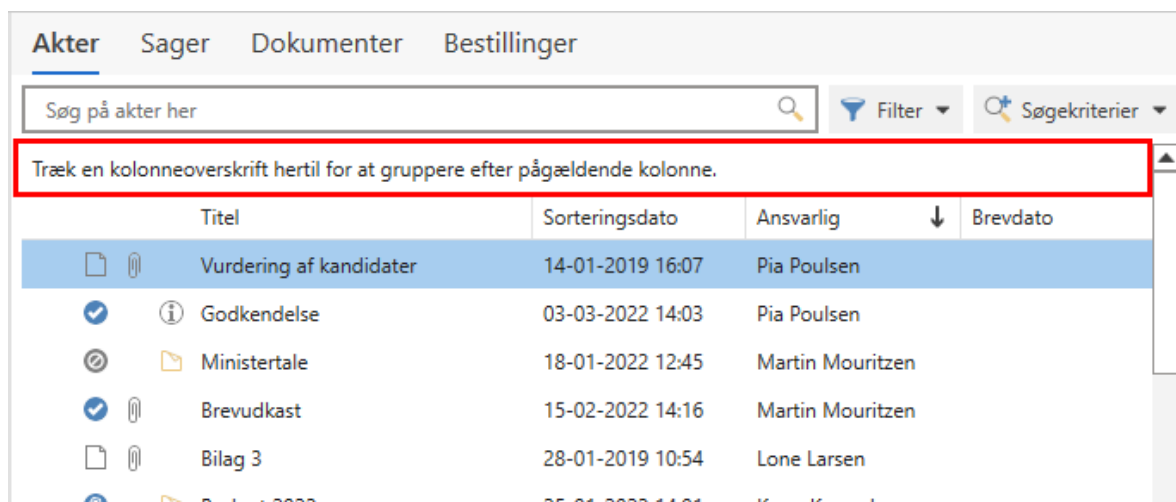 Akter Sager Dokumenter Bestillinger
Søg på akter her Filter Søgekriterier
Træk en kolonneoverskrift hertil for at gruppere efter pågældende kolonne.
Titel Sorteringsdato Ansvarlig Brevdato
Vurdering af kandidater 14-01-2019 16:07 Pia Poulsen
Godkendelse 03-03-2022 14:03 Pia Poulsen
Ministertale 18-01-2022 12:45 Martin Mouritzen
Brevudkast 15-02-2022 14:16 Martin Mouritzen
Bilag 3 28-01-2019 10:54 Lone Larsen